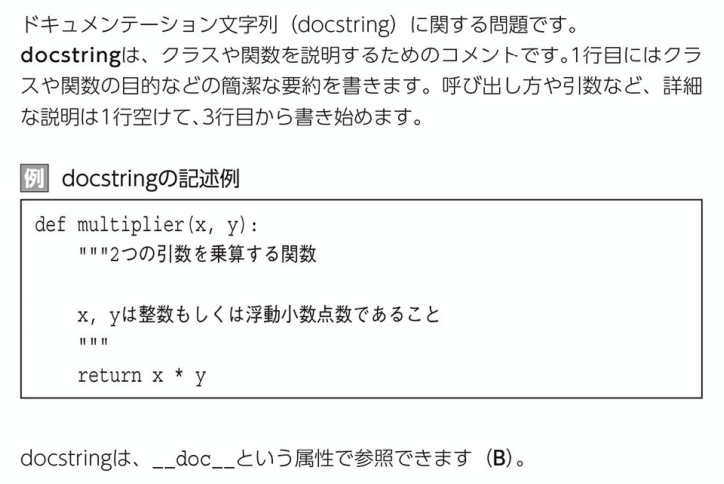 ドキュメンテーション文字列（docstring）に関する問題です。
docstringは、クラスや関数を説明するためのコメントです。1行目にはクラ
スや関数の目的などの簡潔な要約を書きます。呼び出し方や引数など、詳細
な説明は1行空けて、3行目から書き始めます。
例 docstringの記述例
def multiplier(x, y):
    """2つの引数を乗算する関数
    x, yは整数もしくは浮動小数点数であること
    """
    return x * y
docstringは、__doc__という属性で参照できます（B）。